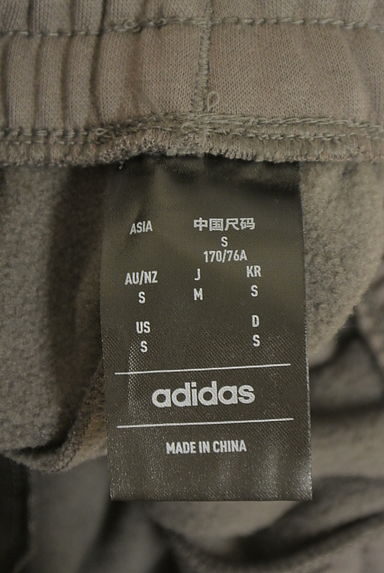 ASIA 中国尺码
S
170/76A
AU/NZ J KR
S M S
US D
S S
adidas
MADE IN CHINA